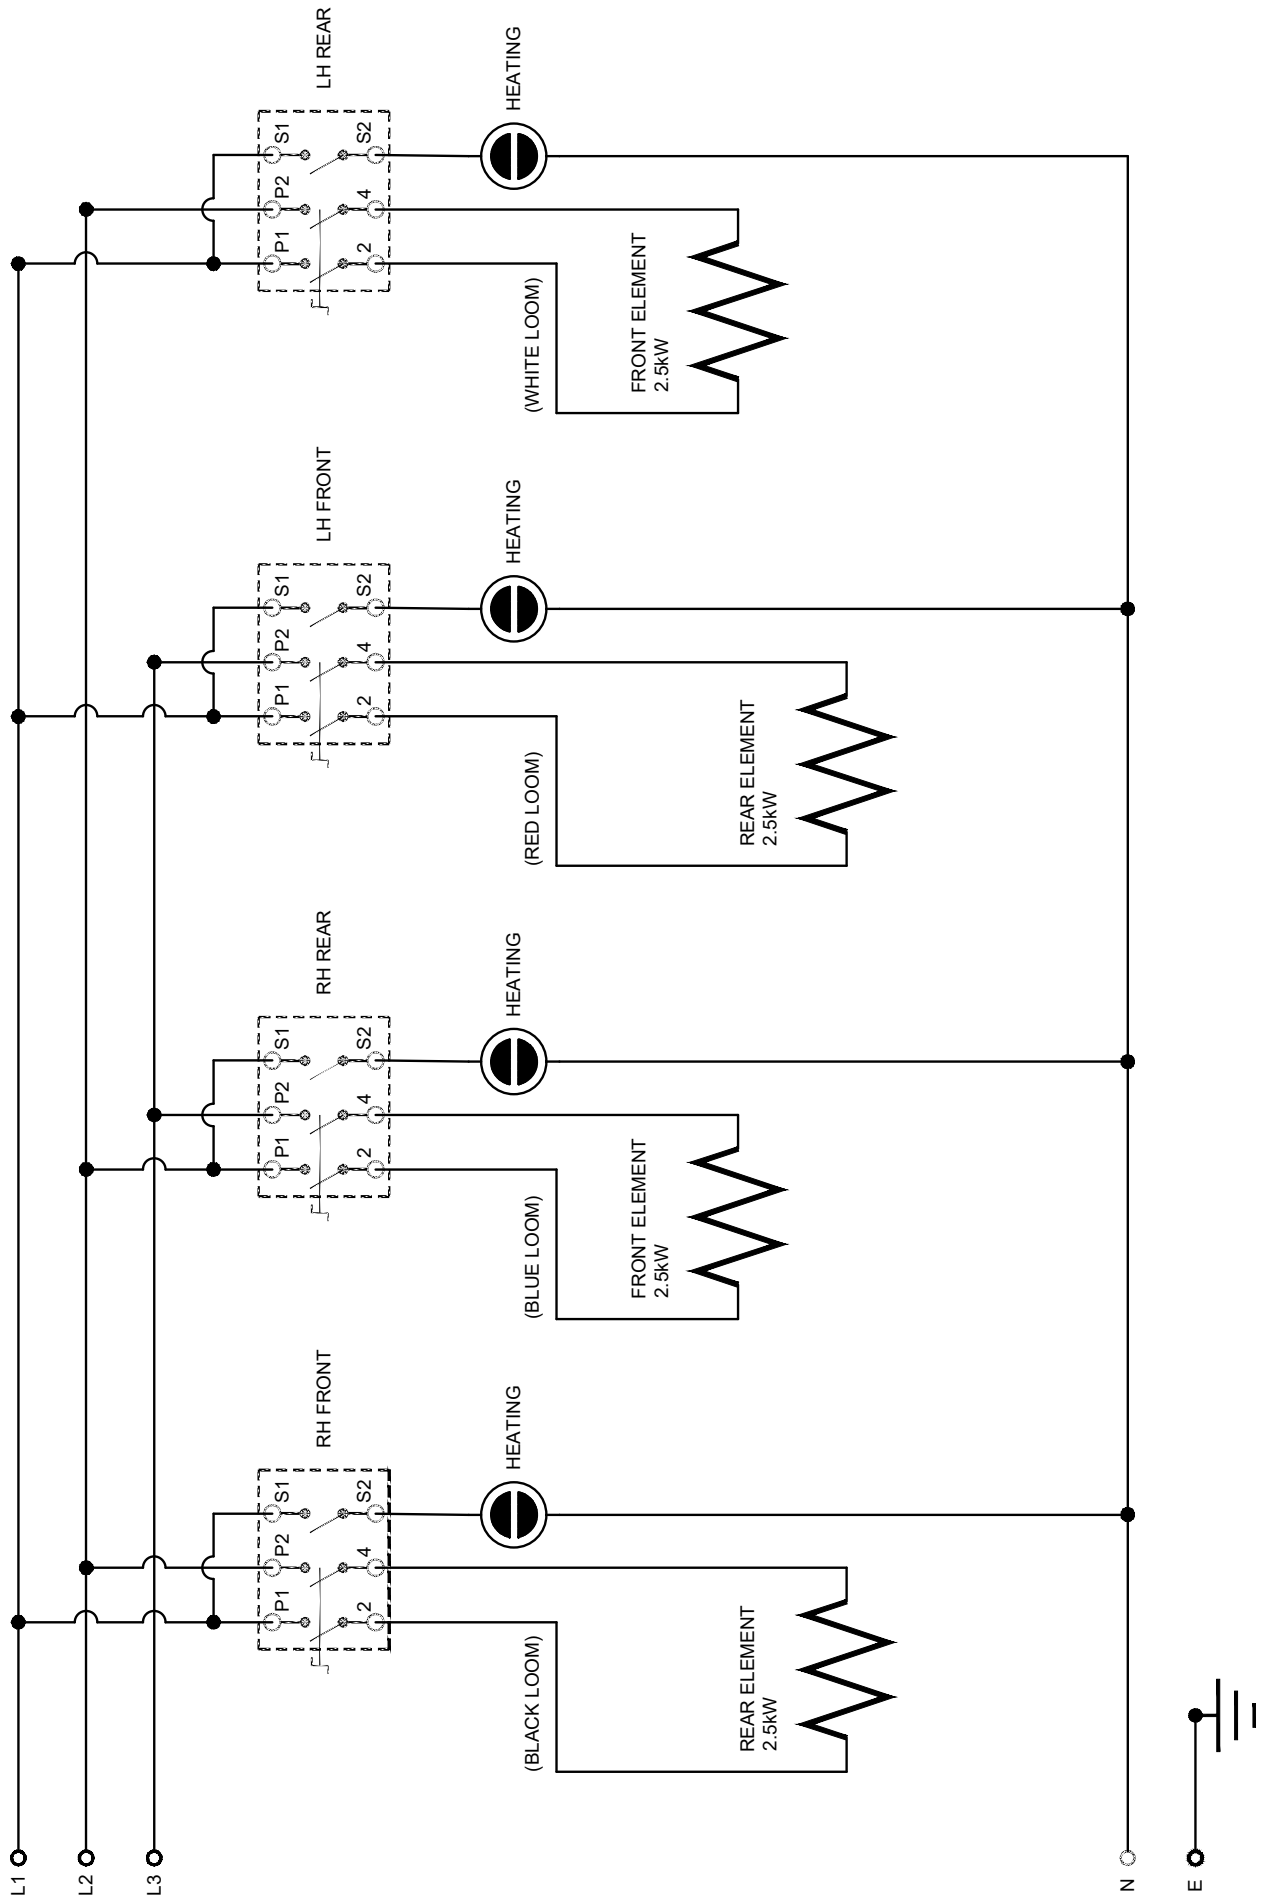 L1
L2
L3
N
E
RH FRONT
P1
P2
S1
2
4
S2
HEATING
(BLACK LOOM)
REAR ELEMENT
2.5kW
RH REAR
P1
P2
S1
2
4
S2
HEATING
(BLUE LOOM)
FRONT ELEMENT
2.5kW
LH FRONT
P1
P2
S1
2
4
S2
HEATING
(RED LOOM)
REAR ELEMENT
2.5kW
LH REAR
P1
P2
S1
2
4
S2
HEATING
(WHITE LOOM)
FRONT ELEMENT
2.5kW